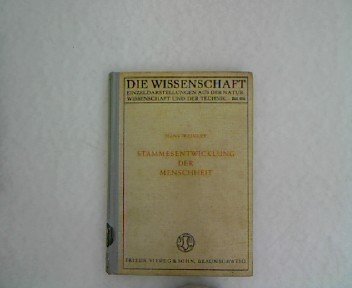 DIE WISSENSCHAFT
EINZELDARSTELLUNGEN AUS DER NATUR-
WISSENSCHAFT UND DER TECHNIK
HANS WEINERT
STAMMESENTWICKLUNG
DER
MENSCHHEIT
FRIEDR. VIEWEG & SOHN, BRAUNSCHWEIG